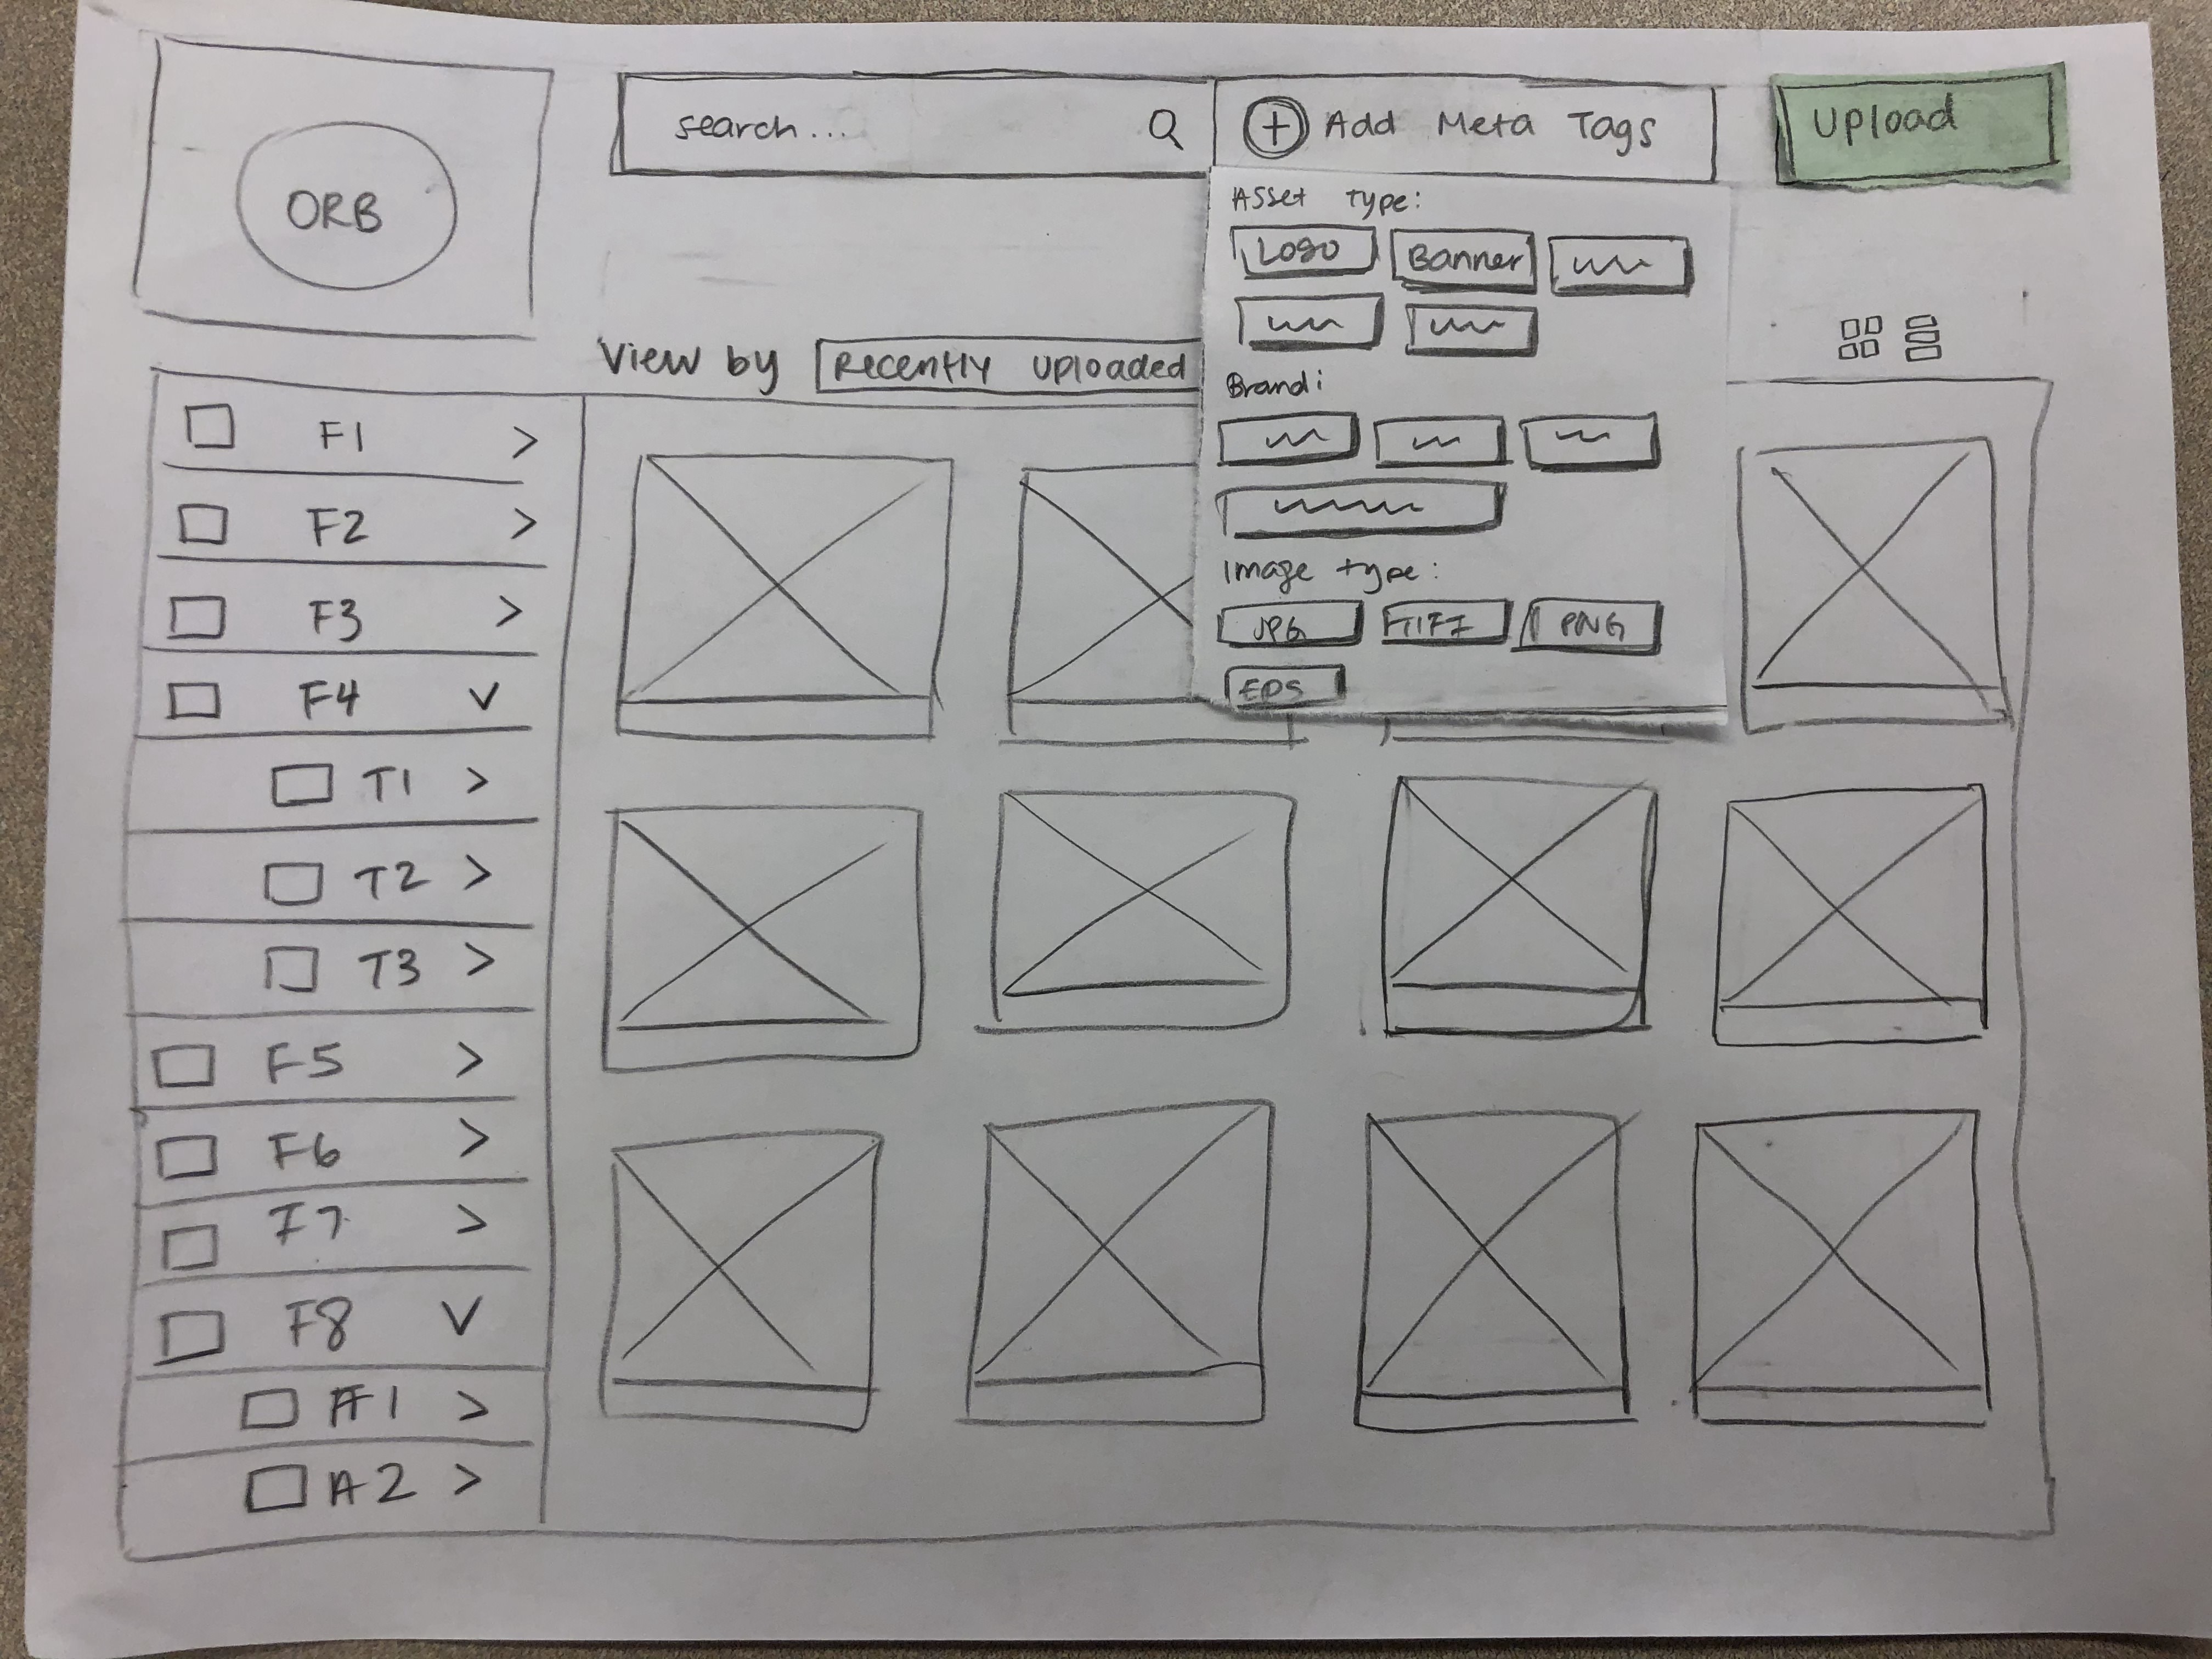 ORB
search...
+ Add Meta Tags
Upload
Asset Type:
Logo Banner
Brand:
Image type:
JPG TIFF PNG
EPS
View by Recently Uploaded
F1 >
F2 >
F3 >
F4 v
T1 >
T2 >
T3 >
F5 >
F6 >
F7 >
F8 v
A1 >
A2 >